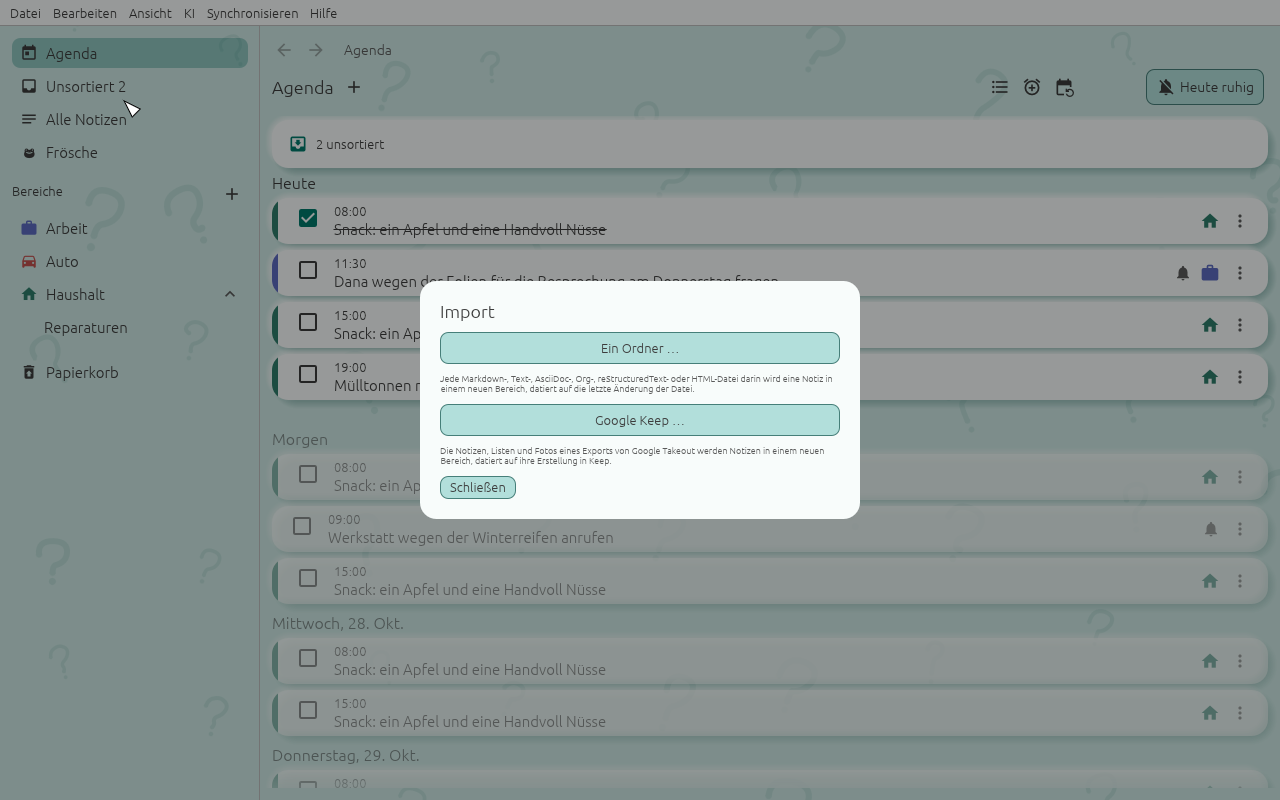 Datei Bearbeiten Ansicht KI Synchronisieren Hilfe
Agenda
Unsortiert 2
Alle Notizen
Frösche
Bereiche
Arbeit
Auto
Haushalt
Reparaturen
Papierkorb
Agenda
Agenda
Heute ruhig
2 unsortiert
Heute
08:00
Snack: ein Apfel und eine Handvoll Nüsse
11:30
Dana wegen der Folien für die Besprechung am Donnerstag fragen
15:00
Snack: ein Ap
19:00
Mülltonnen
Import
Ein Ordner …
Jede Markdown-, Text-, AsciiDoc-, Org-, reStructuredText- oder HTML-Datei darin wird eine Notiz in
einem neuen Bereich, datiert auf die letzte Änderung der Datei.
Google Keep …
Die Notizen, Listen und Fotos eines Exports von Google Takeout werden Notizen in einem neuen
Bereich, datiert auf ihre Erstellung in Keep.
Schließen
Morgen
08:00
Snack: ein Ap
09:00
Werkstatt wegen der Winterreifen anrufen
15:00
Snack: ein Apfel und eine Handvoll Nüsse
Mittwoch, 28. Okt.
08:00
Snack: ein Apfel und eine Handvoll Nüsse
15:00
Snack: ein Apfel und eine Handvoll Nüsse
Donnerstag, 29. Okt.
08:00